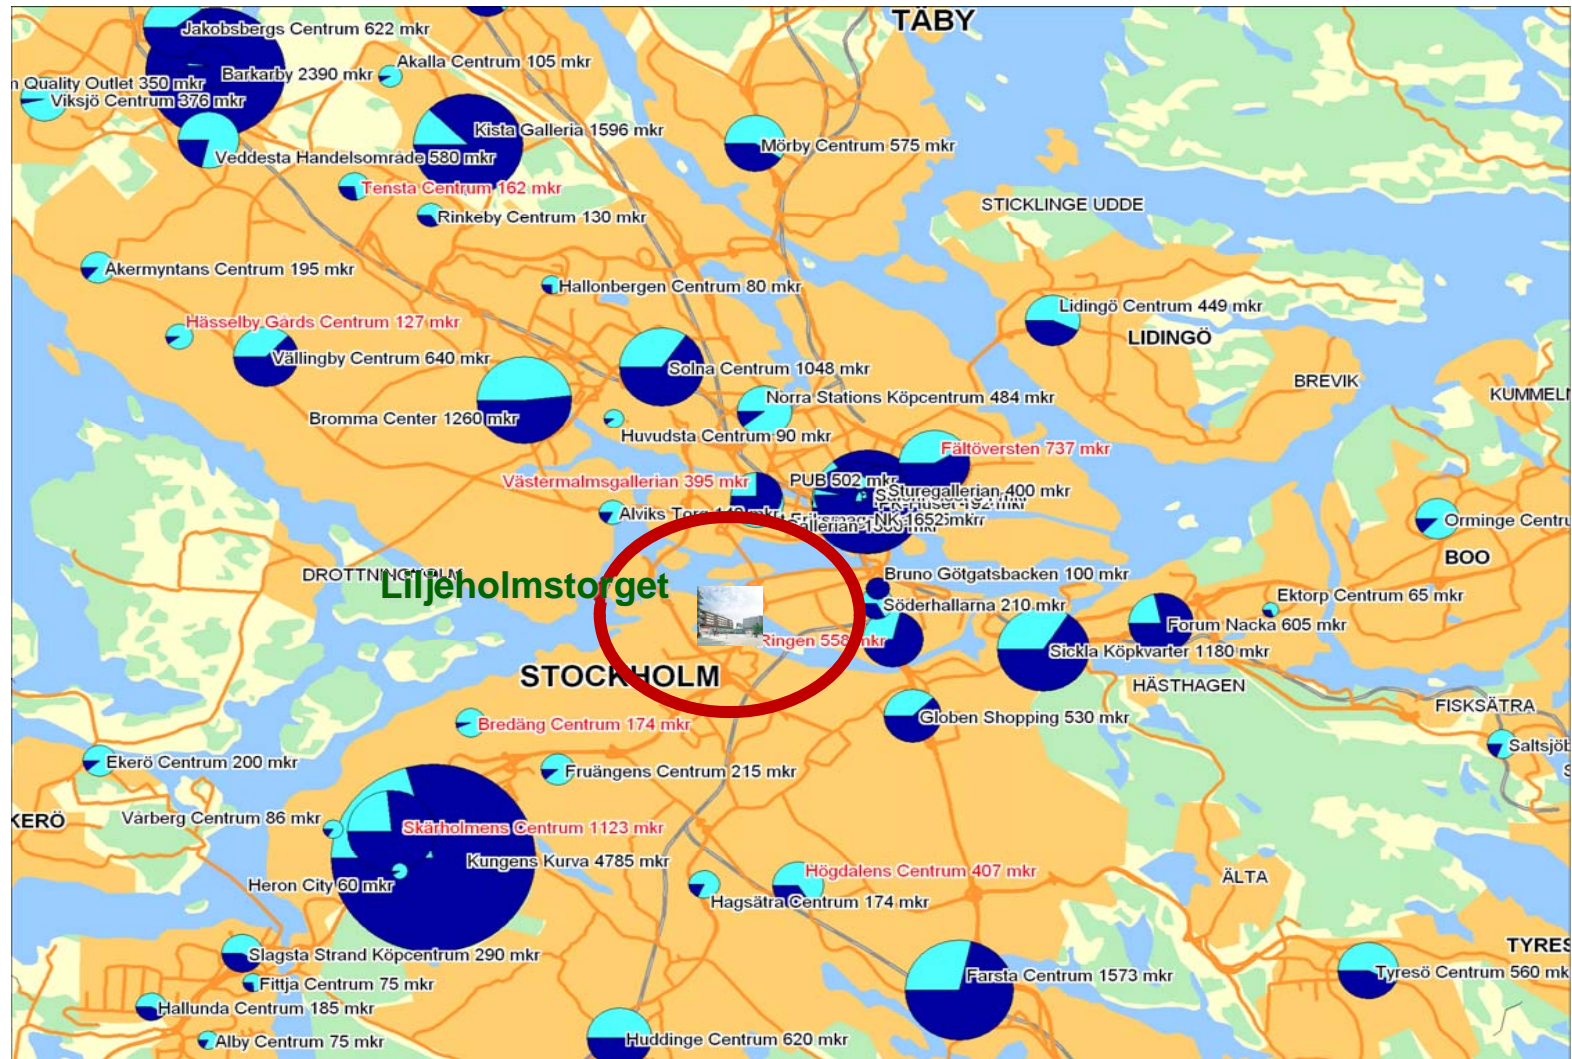 TÄBY
Jakobsbergs Centrum 622 mkr
Akalla Centrum 105 mkr
Barkarby 2390 mkr
Quality Outlet 350 mkr
Viksjö Centrum 376 mkr
Kista Galleria 1596 mkr
Mörby Centrum 575 mkr
Veddesta Handelsområde 580 mkr
Tensta Centrum 162 mkr
STICKLINGE UDDE
Rinkeby Centrum 130 mkr
Åkermyntans Centrum 195 mkr
Hallonbergen Centrum 80 mkr
Lidingö Centrum 449 mkr
Hässelby Gårds Centrum 127 mkr
LIDINGÖ
Vällingby Centrum 640 mkr
Solna Centrum 1048 mkr
BREVIK
KUMMELN
Norra Stations Köpcentrum 484 mkr
Bromma Center 1260 mkr
Huvudsta Centrum 90 mkr
Fältöversten 737 mkr
Västermalmsgallerian 395 mkr
PUB 502 mkr
Sturegallerian 400 mkr
Alviks Torg
NK 1652 mkr
Orminge Centru
BOO
DROTTNINGHOLM
Liljeholmstorget
Bruno Götgatsbacken 100 mkr
Ektorp Centrum 65 mkr
Söderhallarna 210 mkr
Forum Nacka 605 mkr
Ringen 558 mkr
Sickla Köpkvarter 1180 mkr
STOCKHOLM
HÄSTHAGEN
FISKSÄTRA
Bredäng Centrum 174 mkr
Globen Shopping 530 mkr
Saltsjöb
Ekerö Centrum 200 mkr
Fruängens Centrum 215 mkr
KERÖ
Vårberg Centrum 86 mkr
Skärholmens Centrum 1123 mkr
Kungens Kurva 4785 mkr
Högdalens Centrum 407 mkr
Heron City 60 mkr
ÄLTA
Hagsätra Centrum 174 mkr
TYRES
Slagsta Strand Köpcentrum 290 mkr
Farsta Centrum 1573 mkr
Tyresö Centrum 560 mk
Fittja Centrum 75 mkr
Hallunda Centrum 185 mkr
Alby Centrum 75 mkr
Huddinge Centrum 620 mkr